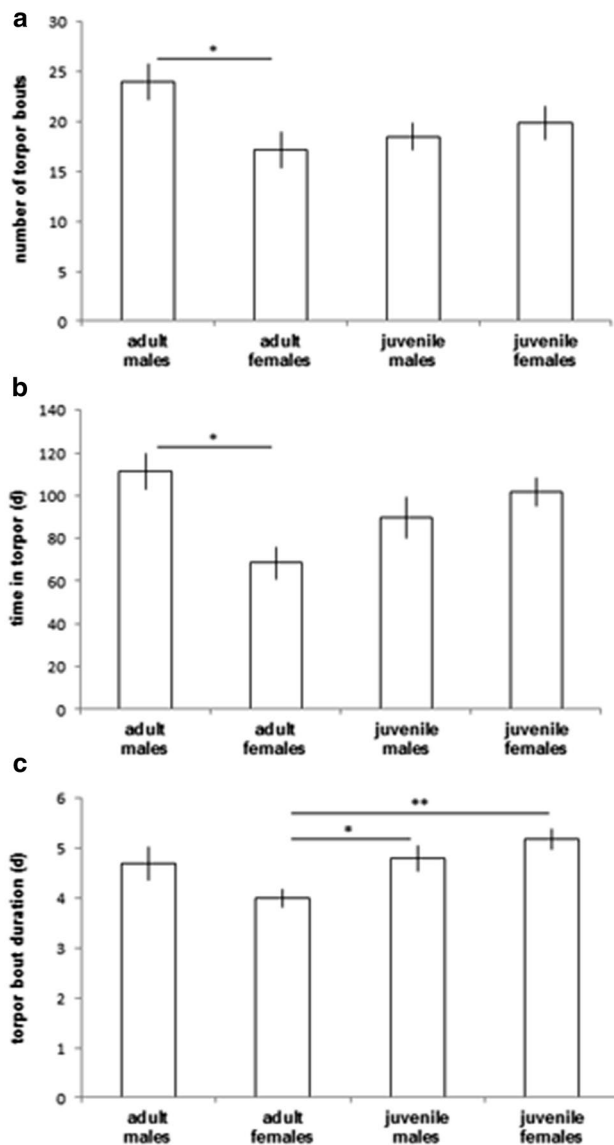 a
number of torpor bouts
30
25
20
15
10
5
0
*
adult males
adult females
juvenile males
juvenile females
b
time in torpor (d)
140
120
100
80
60
40
20
0
*
adult males
adult females
juvenile males
juvenile females
c
torpor bout duration (d)
6
5
4
3
2
1
0
**
*
adult males
adult females
juvenile males
juvenile females